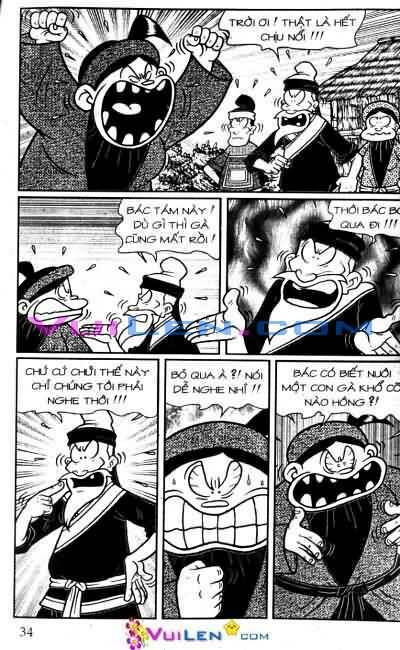 TRỜI ƠI! THẬT LÀ HẾT
CHỊU NỔI!!!
BÁC TÁM NÀY!
DÙ GÌ THÌ GÀ
CŨNG MẤT RỒI!
THÔI BÁC BỎ
QUA ĐI!!!
VUILEN.COM
CHỨ CỨ CHỬI THẾ NÀY
CHỈ CHÚNG TÔI PHẢI
NGHE THÔI!!!
BỎ QUA À?! NÓI
DỄ NGHE NHỈ!!!
BÁC CÓ BIẾT NUÔI
MỘT CON GÀ KHỔ CỠ
NÀO HÔNG?!
34
VUILEN.COM